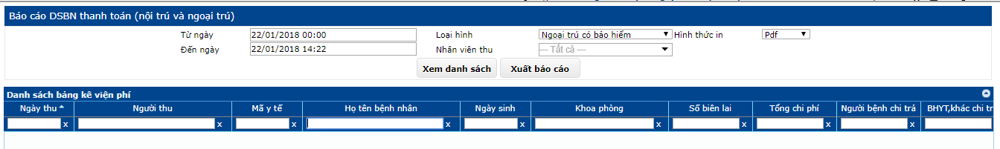 Báo cáo DSBN thanh toán (nội trú và ngoại trú)
Từ ngày 22/01/2018 00:00 Loại hình Ngoại trú có bảo hiểm Hình thức in Pdf
Đến ngày 22/01/2018 14:22 Nhân viên thu --- Tất cả ---
Xem danh sách Xuất báo cáo
Danh sách bảng kê viện phí
Ngày thu Người thu Mã y tế Họ tên bệnh nhân Ngày sinh Khoa phòng Số biên lai Tổng chi phí Người bệnh chi trả BHYT,khác chi tr
x x x x x x x x x